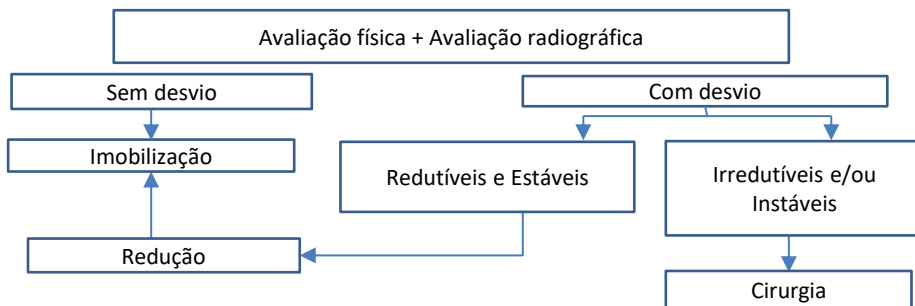 Avaliação física + Avaliação radiográfica
Sem desvio
Com desvio
Imobilização
Redutíveis e Estáveis
Irredutíveis e/ou
Instáveis
Redução
Cirurgia